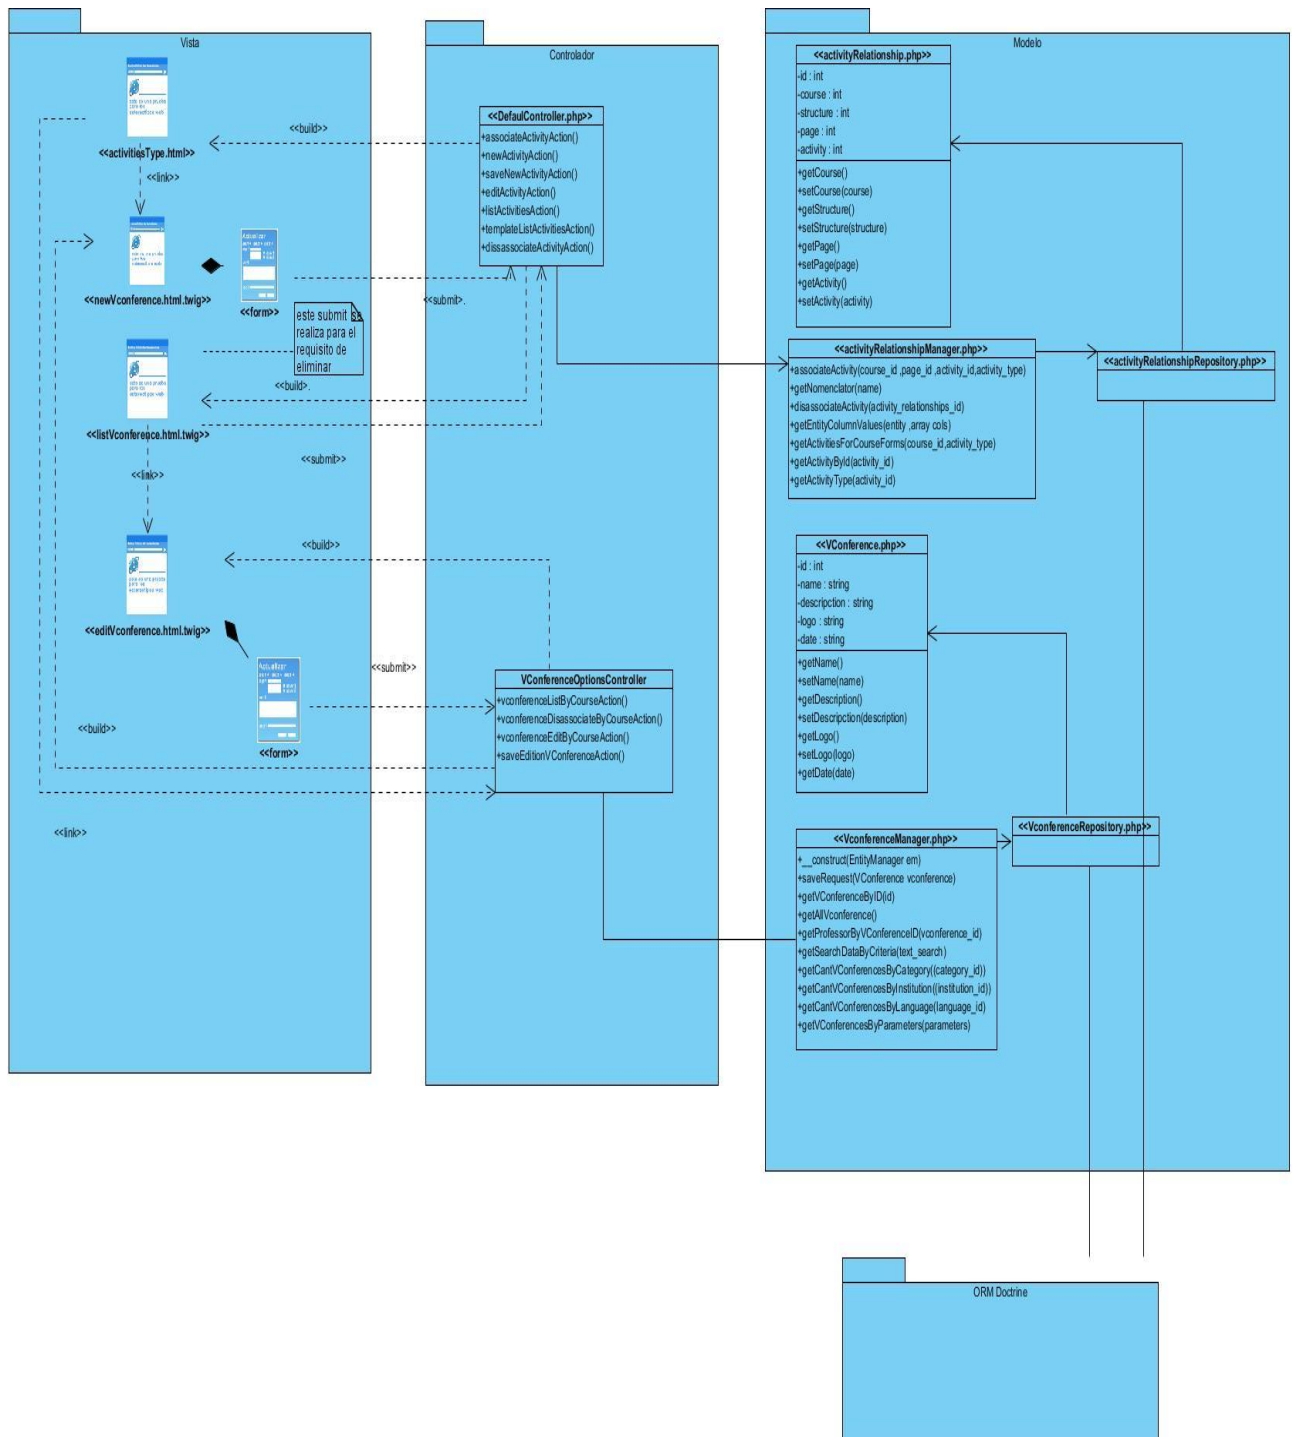 Vista
<<activitiesType.html>>
<<link>>
<<build>>
<<newVconference.html.twig>>
Actualizar
<<form>>
<<submit>.
este submit se
realiza para el
requisito de
eliminar
<<build>.
<<listVconference.html.twig>>
<<submit>>
<<link>>
<<build>>
<<editVconference.html.twig>>
Actualizar
<<submit>>
<<build>>
<<form>>
<<link>>
Controlador
<<DefaulController.php>>
+associateActivityAction()
+newActivityAction()
+saveNewActivityAction()
+editActivityAction()
+listActivitiesAction()
+templateListActivitiesAction()
+dissassociateActivityAction()
VConferenceOptionsController
+vconferenceListByCourseAction()
+vconferenceDisassociateByCourseAction()
+vconferenceEditByCourseAction()
+saveEditionVConferenceAction()
Modelo
<<activityRelationship.php>>
-id : int
-course : int
-structure : int
-page : int
-activity : int
+getCourse()
+setCourse(course)
+getStructure()
+setStructure(structure)
+getPage()
+setPage(page)
+getActivity()
+setActivity(activity)
<<activityRelationshipManager.php>>
+associateActivity(course_id ,page_id ,activity_id,activity_type)
+getNomenclator(name)
+disassociateActivity(activity_relationships_id)
+getEntityColumnValues(entity ,array cols)
+getActivitiesForCourseForms(course_id,activity_type)
+getActivityById(activity_id)
+getActivityType(activity_id)
<<activityRelationshipRepository.php>>
<<VConference.php>>
-id : int
-name : string
-descripction : string
-logo : string
-date : string
+getName()
+setName(name)
+getDescription()
+setDescripction(description)
+getLogo()
+setLogo(logo)
+getDate(date)
<<VconferenceRepository.php>>
<<VconferenceManager.php>>
+__construct(EntityManager em)
+saveRequest(VConference vconference)
+getVConferenceByID(id)
+getAllVconference()
+getProfessorByVConferenceID(vconference_id)
+getSearchDataByCriteria(text_search)
+getCantVConferencesByCategory((category_id))
+getCantVConferencesByInstitution((institution_id))
+getCantVConferencesByLanguage(language_id)
+getVConferencesByParameters(parameters)
ORM Doctrine